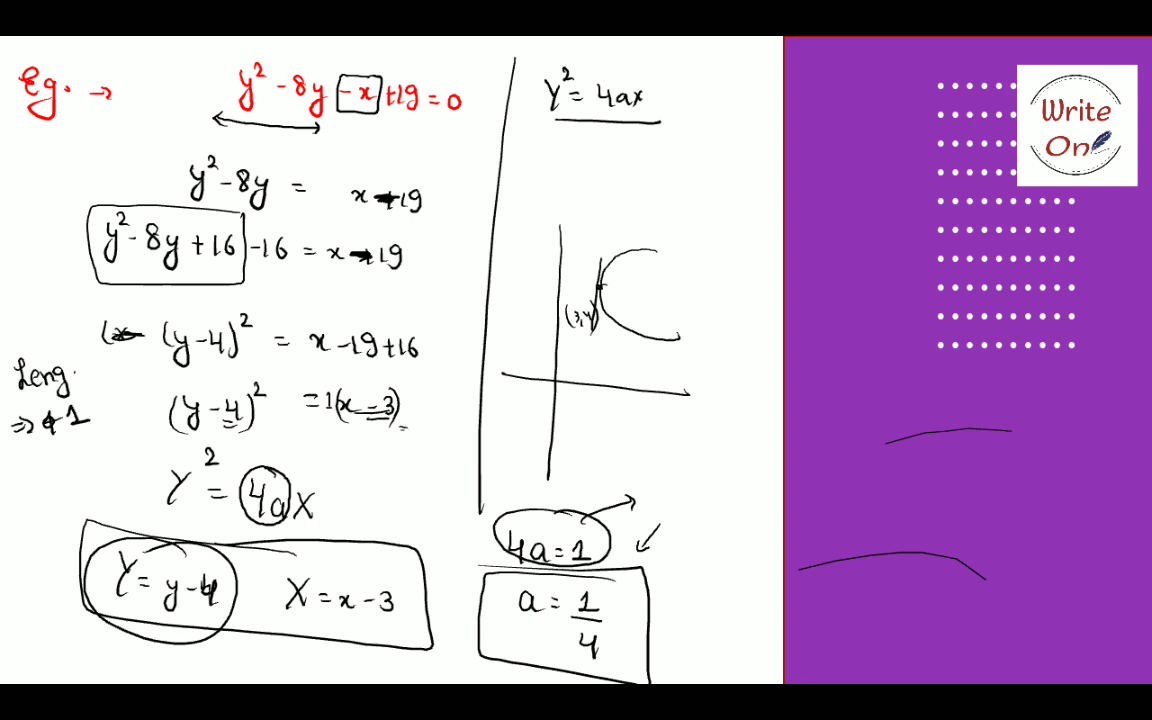 Eg. → y² - 8y - x + 19 = 0
y² - 8y = x - 19
y² - 8y + 16 - 16 = x - 19
(y-4)² = x - 19 + 16
Leng.
⇒ 1
(y-4)² = 1(x-3)
Y² = 4aX
Y = y-4 X = x-3
Y² = 4ax
(3,4)
4a = 1
a = 1/4
Write
On